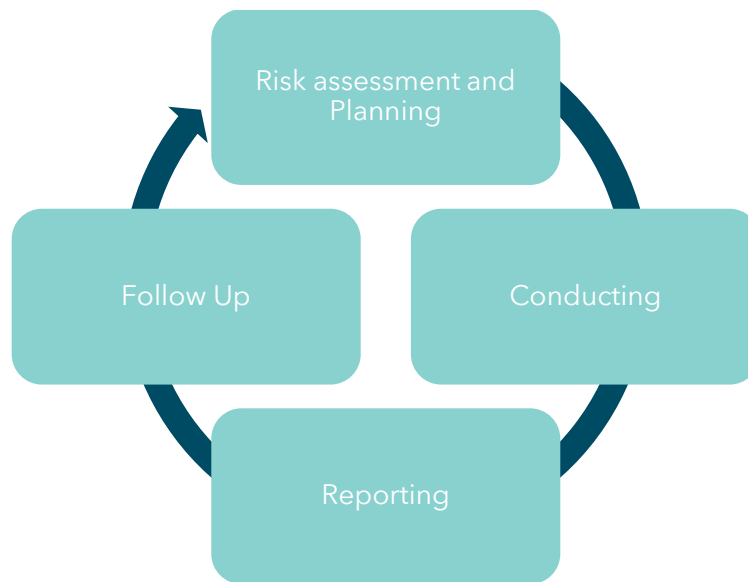 Risk assessment and
Planning
Follow Up
Conducting
Reporting